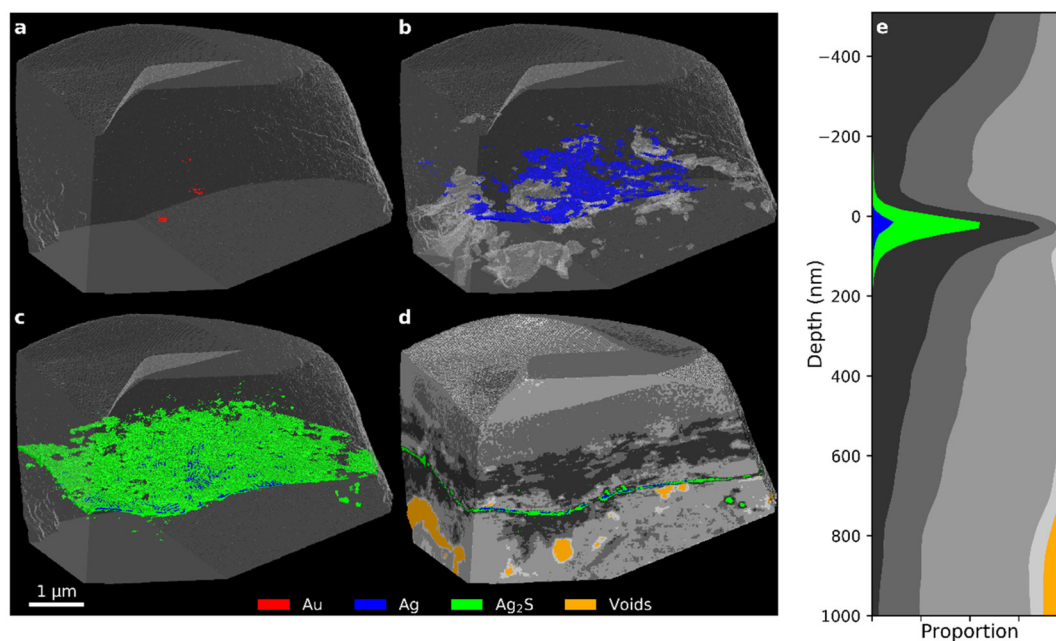 a
b
c
d
1 μm
Au
Ag
Ag₂S
Voids
e
−400
−200
0
200
400
600
800
1000
Depth (nm)
Proportion